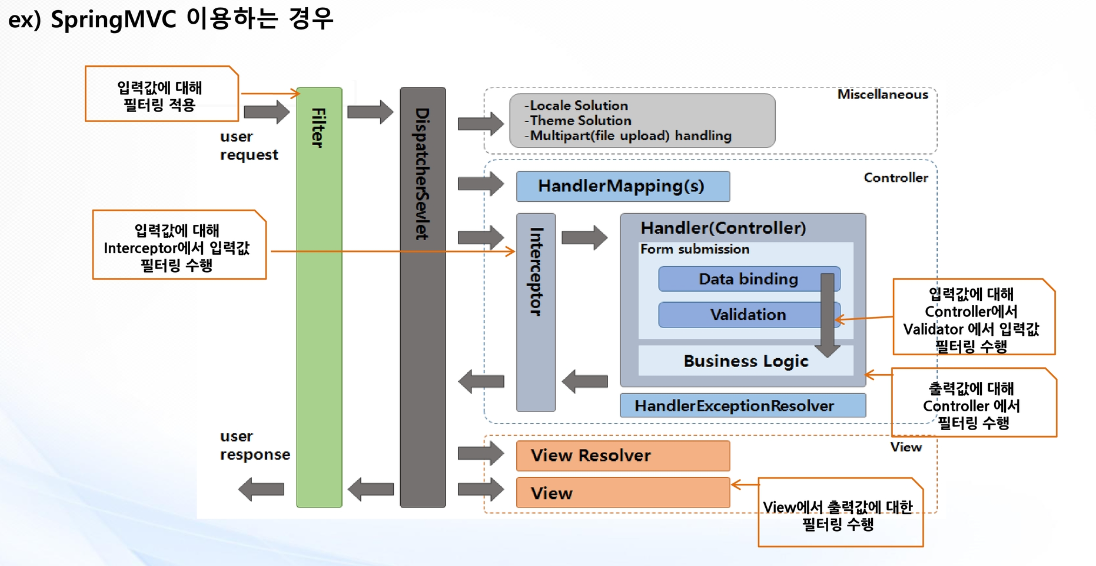 ex) SpringMVC 이용하는 경우
입력값에 대해
필터링 적용
user
request
Filter
DispatcherSevlet
Miscellaneous
-Locale Solution
-Theme Solution
-Multipart(file upload) handling
Controller
HandlerMapping(s)
입력값에 대해
Interceptor에서 입력값
필터링 수행
Interceptor
Handler(Controller)
Form submission
Data binding
Validation
Business Logic
입력값에 대해
Controller에서
Validator 에서 입력값
필터링 수행
출력값에 대해
Controller 에서
필터링 수행
HandlerExceptionResolver
user
response
View
View Resolver
View
View에서 출력값에 대한
필터링 수행